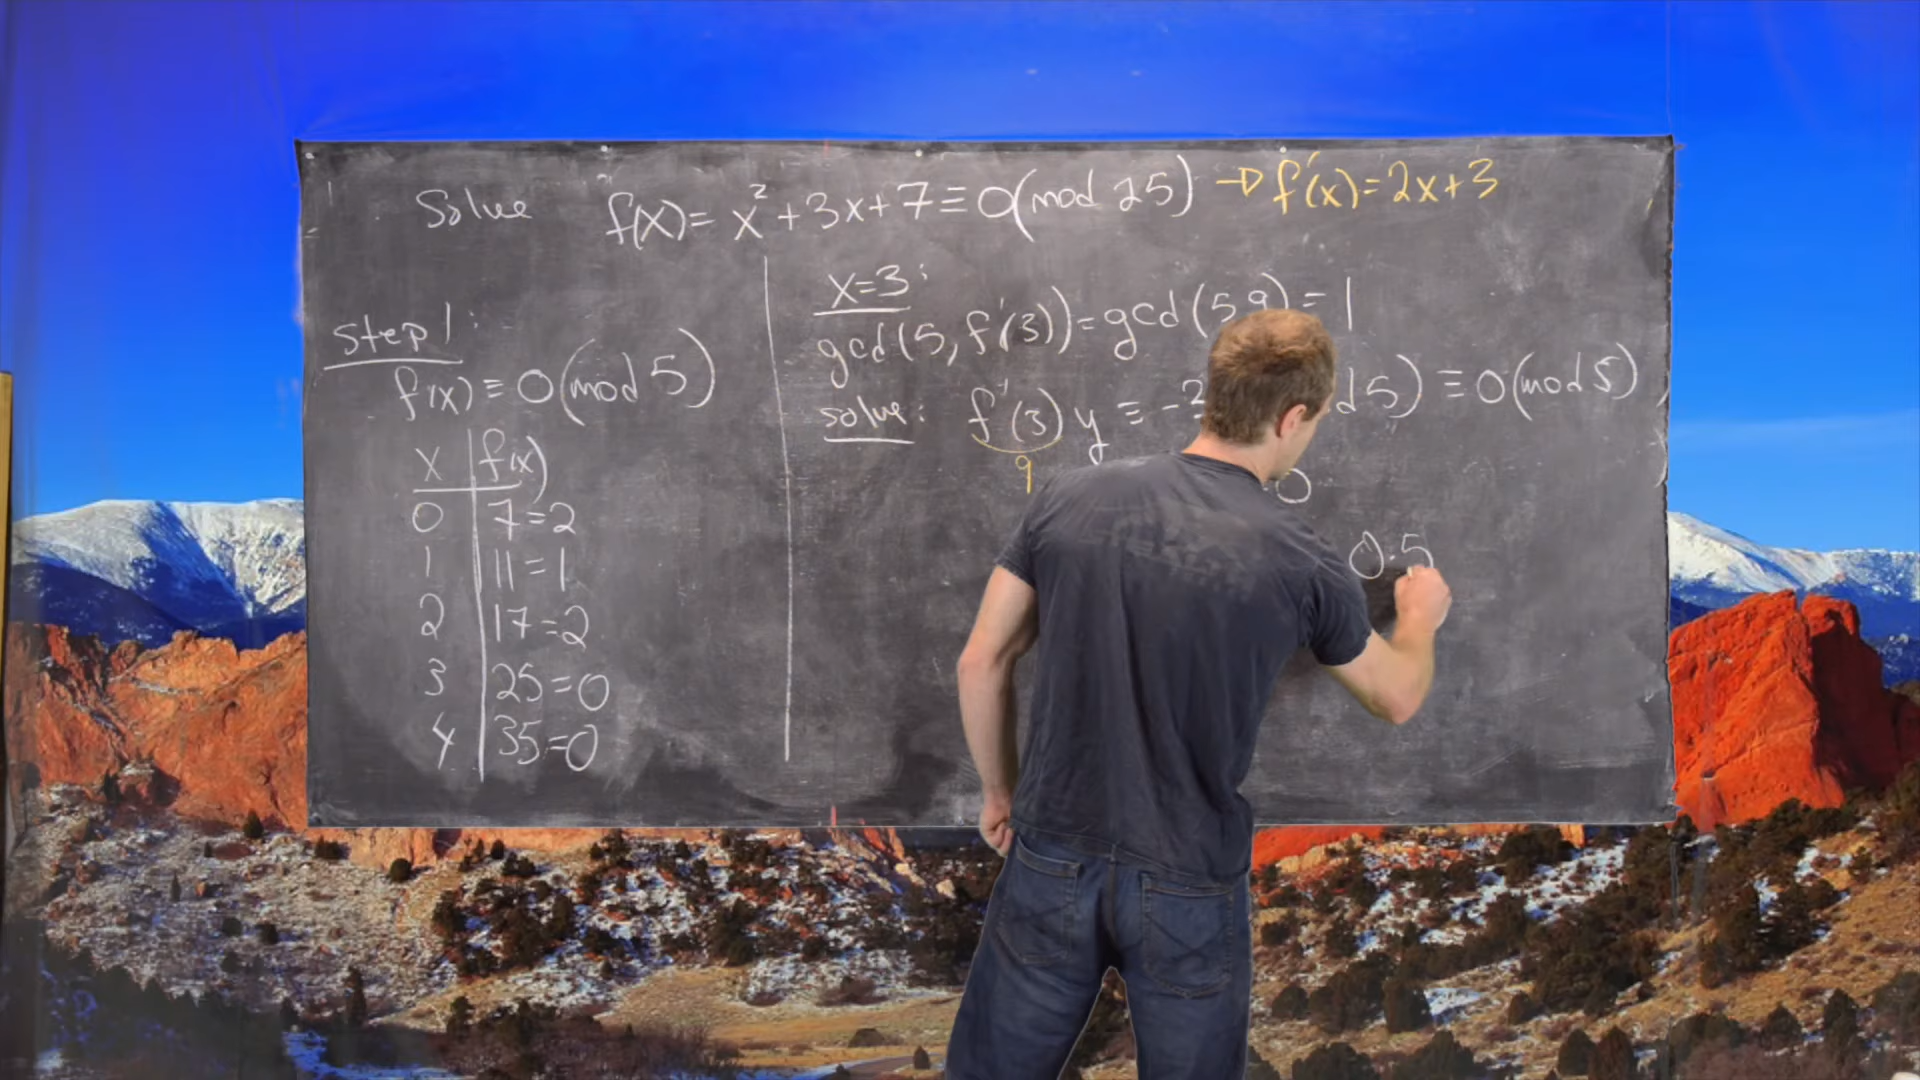 Solve f(x) = x² + 3x + 7 ≡ 0 (mod 25) → f'(x) = 2x + 3
Step 1:
f(x) ≡ 0 (mod 5)
x f(x)
0 7=2
1 11=1
2 17=2
3 25=0
4 35=0
x=3:
gcd(5, f'(3)) = gcd(5 9) = 1
solve: f'(3) y ≡ - d 5) ≡ 0 (mod 5)
9
0
0·5